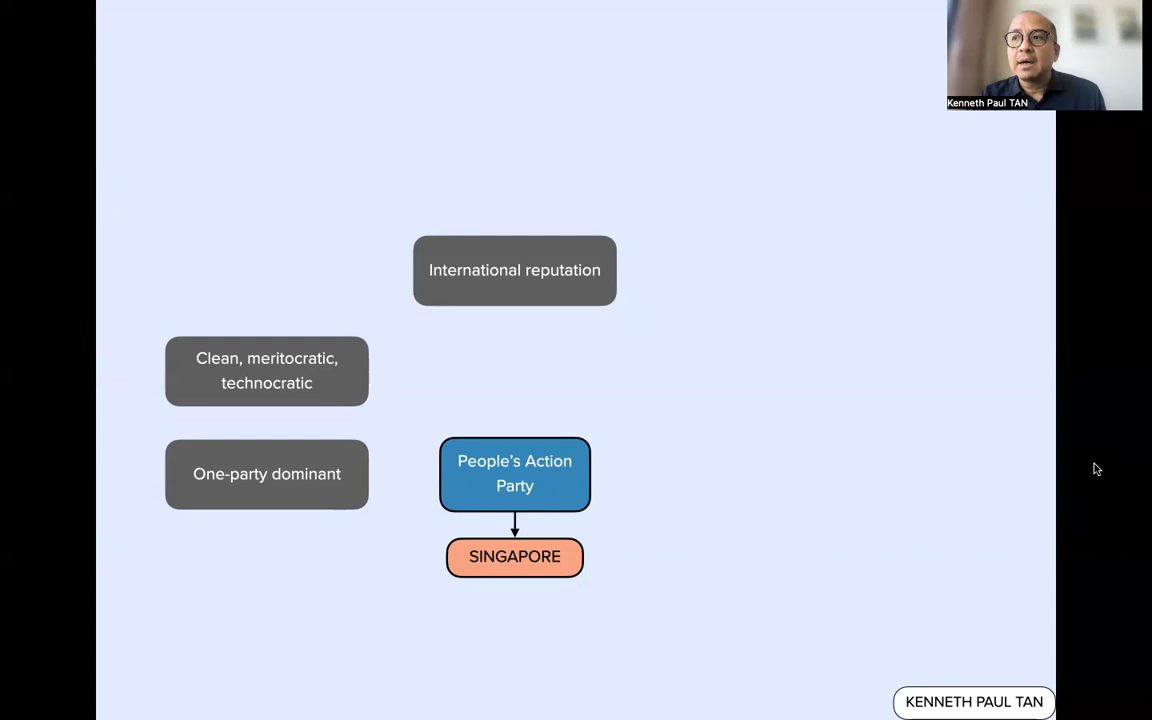 Kenneth Paul TAN
International reputation
Clean, meritocratic,
technocratic
One-party dominant
People’s Action
Party
SINGAPORE
KENNETH PAUL TAN